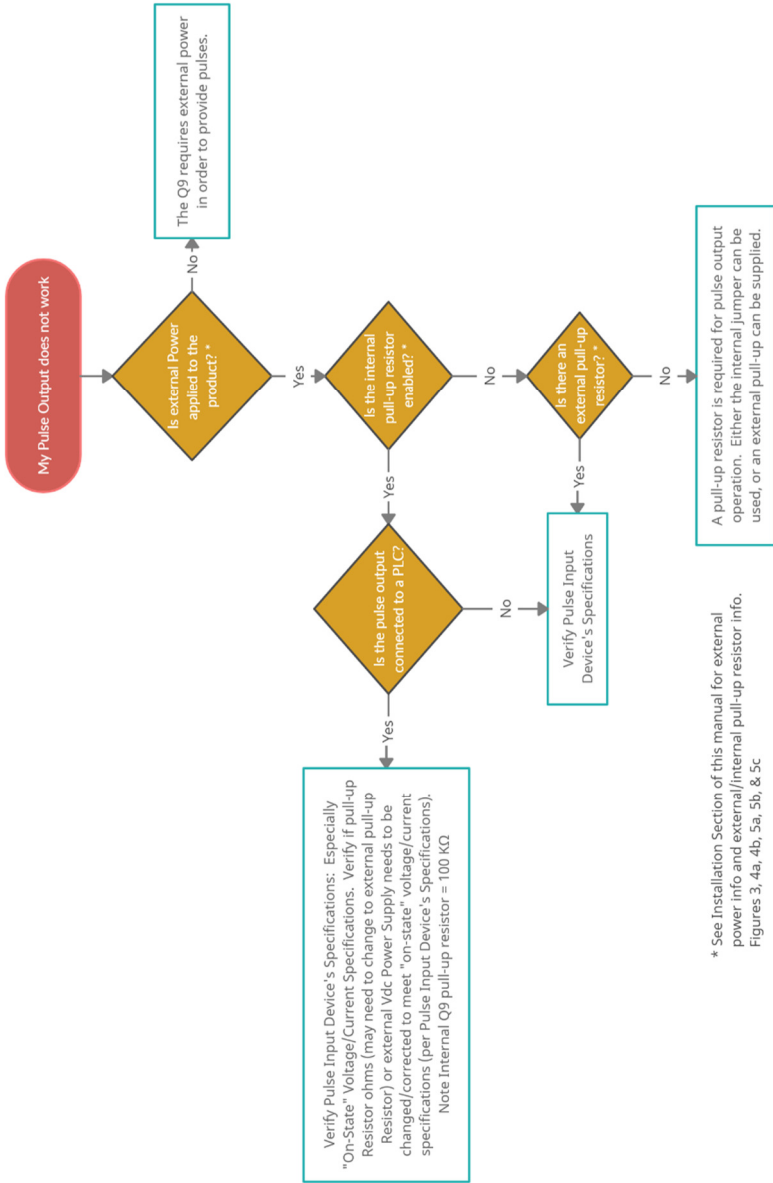 My Pulse Output does not work
Is external Power
applied to the
product? *
No
The Q9 requires external power
in order to provide pulses.
Yes
Is the internal
pull-up resistor
enabled? *
Yes
Is the pulse output
connected to a PLC?
Yes
Verify Pulse Input Device's Specifications: Especially
"On-State" Voltage/Current Specifications. Verify if pull-up
Resistor ohms (may need to change to external pull-up
Resistor) or external Vdc Power Supply needs to be
changed/corrected to meet "on-state" voltage/current
specifications (per Pulse Input Device's Specifications).
Note Internal Q9 pull-up resistor = 100 KΩ
No
Verify Pulse Input
Device's Specifications
No
Is there an
external pull-up
resistor? *
Yes
No
A pull-up resistor is required for pulse output
operation. Either the internal jumper can be
used, or an external pull-up can be supplied.
* See Installation Section of this manual for external
power info and external/internal pull-up resistor info.
Figures 3, 4a, 4b, 5a, 5b, & 5c